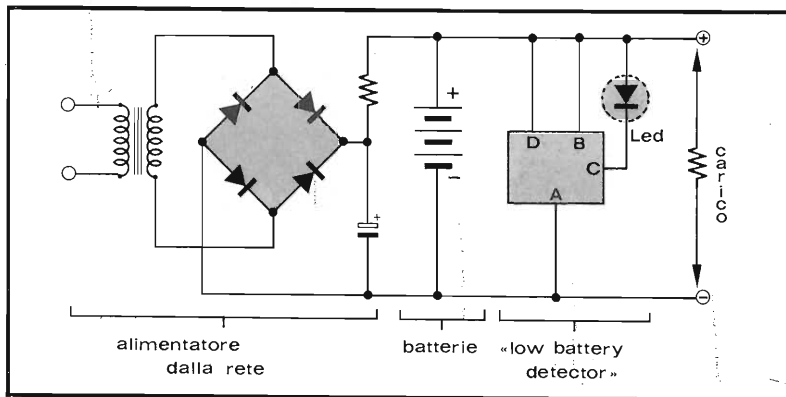 +
+
+
-
D
B
C
A
Led
carico
-
alimentatore
dalla rete
batterie
«low battery
detector»